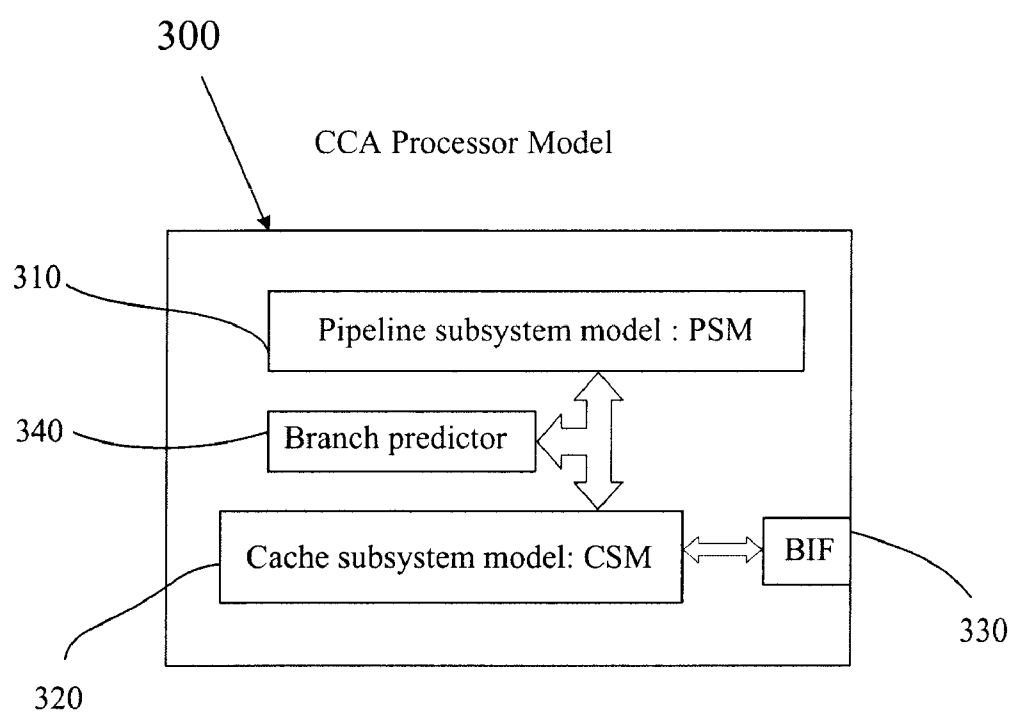 300
CCA Processor Model
310
Pipeline subsystem model : PSM
340
Branch predictor
Cache subsystem model: CSM
BIF
330
320